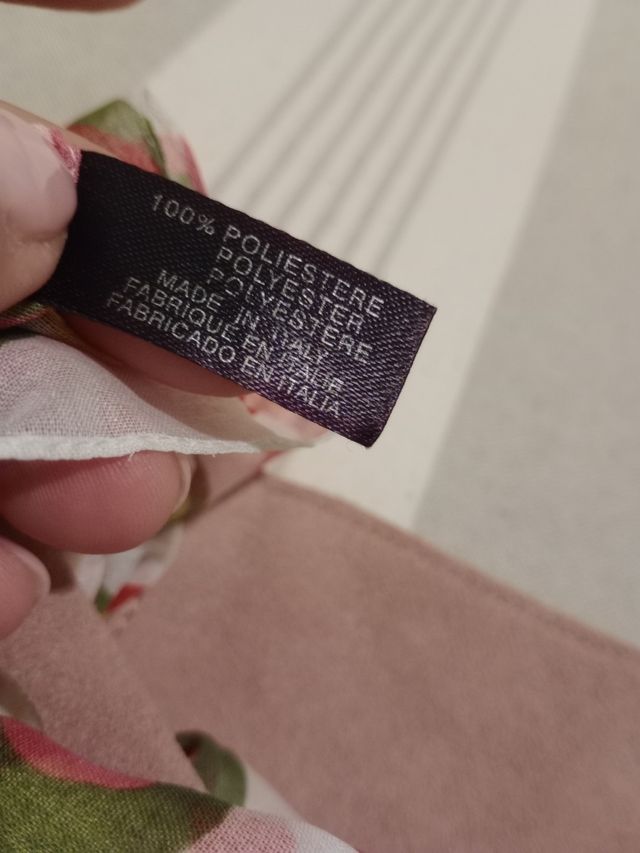 100% POLIESTERE
POLYESTER
POLYESTERE
MADE IN ITALY
FABRIQUE EN ITALIE
FABRICADO EN ITALIA